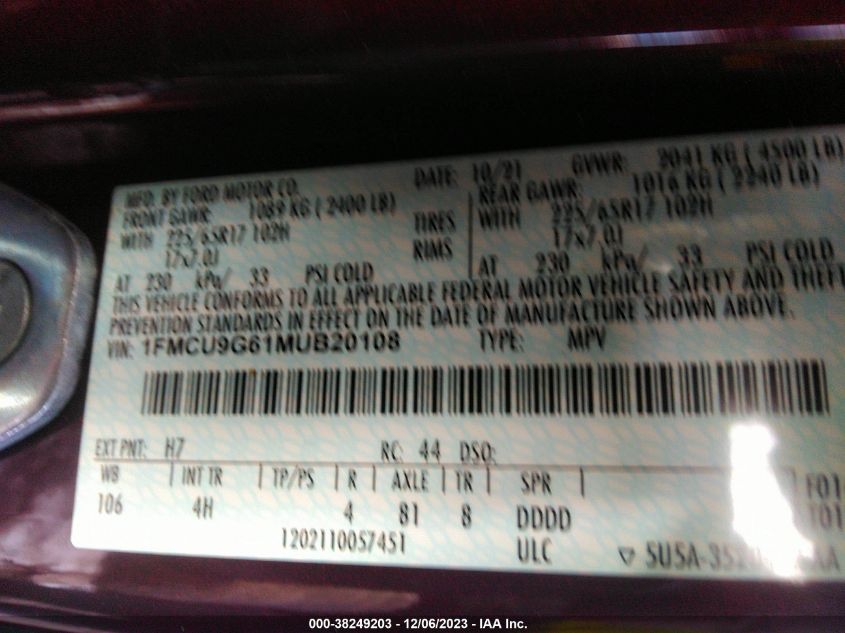 MFD. BY FORD MOTOR CO. DATE: 10/21 GVWR: 2041 KG ( 4500 LB)
FRONT GAWR: 1089 KG ( 2400 LB) REAR GAWR: 1016 KG ( 2240 LB)
WITH 225/65R17 102H TIRES WITH 225/65R17 102H
17x7.0J RIMS 17x7.0J
AT 230 kPa/ 33 PSI COLD AT 230 kPa/ 33 PSI COLD
THIS VEHICLE CONFORMS TO ALL APPLICABLE FEDERAL MOTOR VEHICLE SAFETY AND THEFT
PREVENTION STANDARDS IN EFFECT ON THE DATE OF MANUFACTURE SHOWN ABOVE.
VIN: 1FMCU9G61MUB20108 TYPE: MPV
EXT PNT: H7 RC: 44 DSO:
WB | INT TR | TP/PS | R | AXLE | TR | SPR | F01
106 4H 4 81 8 DDDD T01
1202110057451 ULC
000-38249203 - 12/06/2023 - IAA Inc.